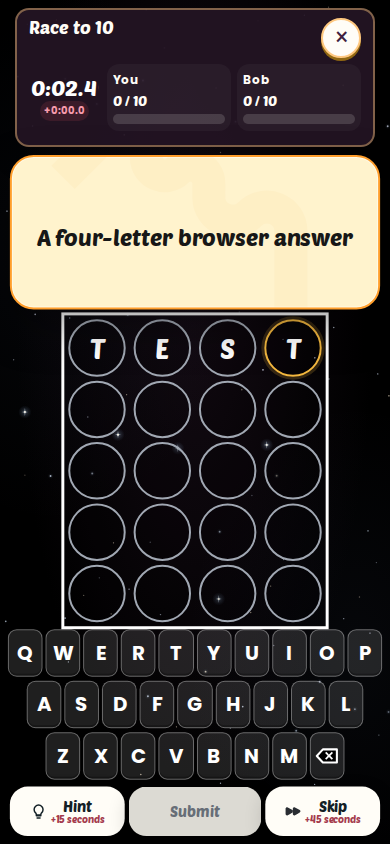 Race to 10
×
0:02.4
+0:00.0
You
0 / 10
Bob
0 / 10
A four-letter browser answer
T E S T
Q W E R T Y U I O P
A S D F G H J K L
Z X C V B N M
Hint
+15 seconds
Submit
Skip
+45 seconds